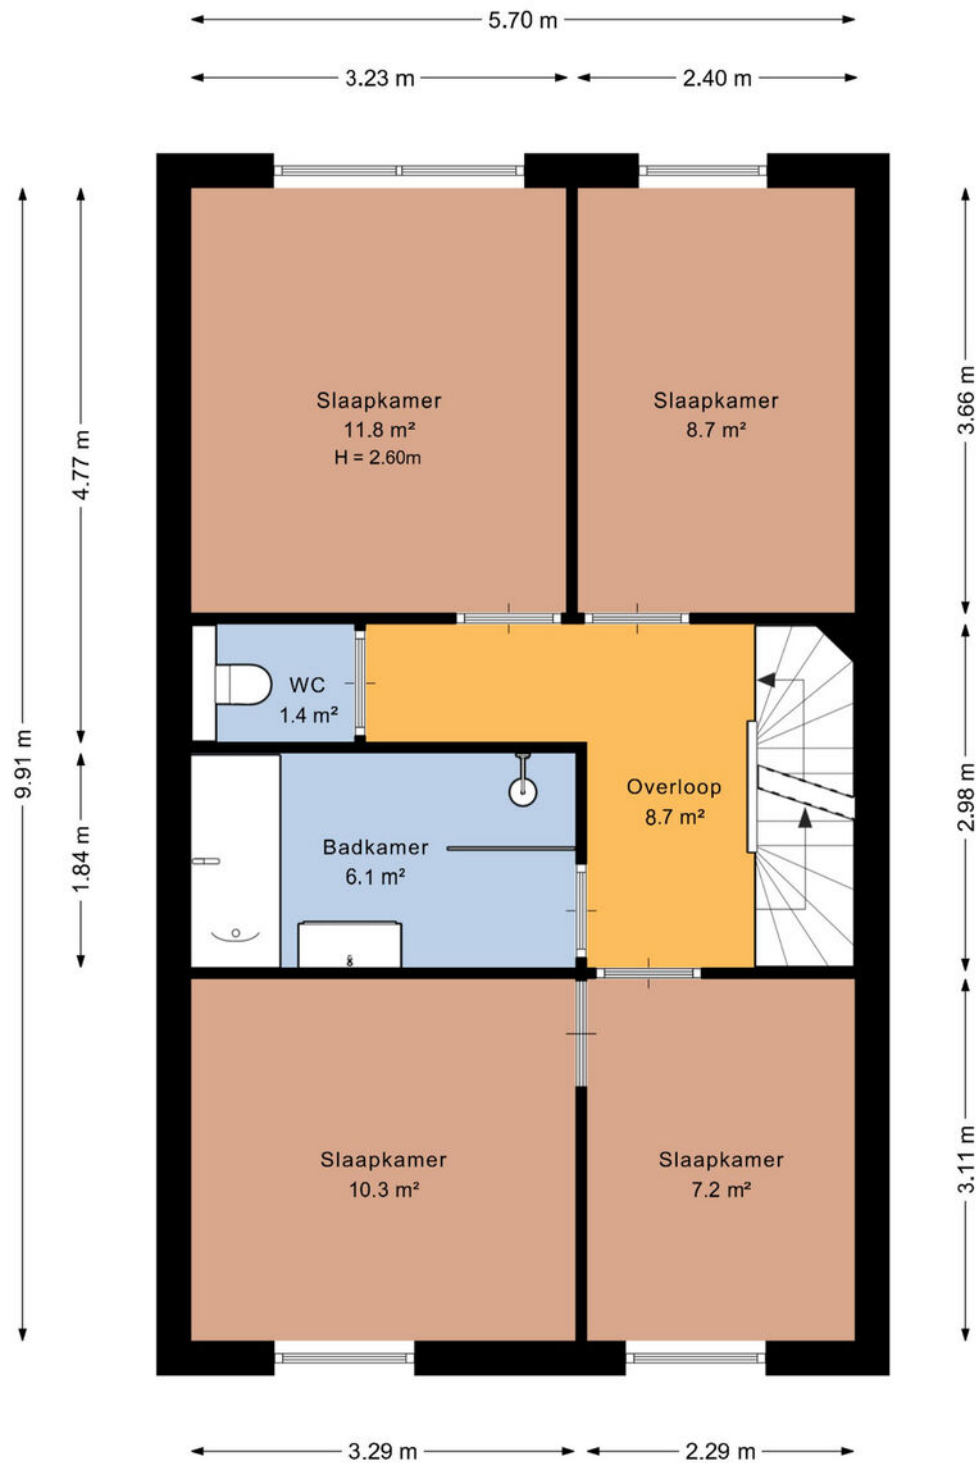 5.70 m
3.23 m
2.40 m
Slaapkamer
11.8 m²
H = 2.60m
Slaapkamer
8.7 m²
3.66 m
4.77 m
WC
1.4 m²
9.91 m
Overloop
8.7 m²
2.98 m
Badkamer
6.1 m²
1.84 m
Slaapkamer
10.3 m²
Slaapkamer
7.2 m²
3.11 m
3.29 m
2.29 m